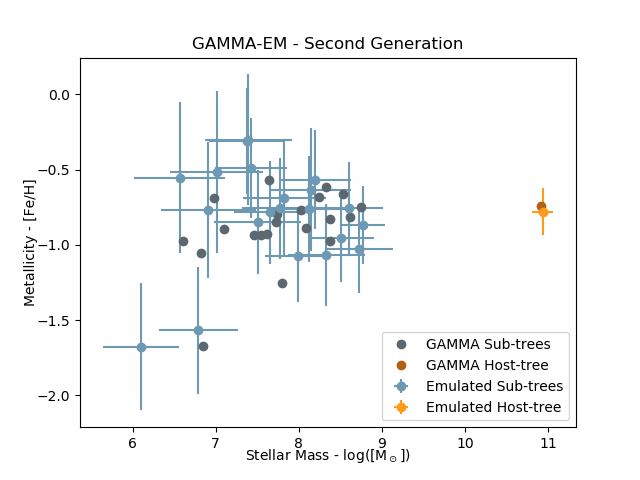 GAMMA-EM - Second Generation
Metallicity - [Fe/H]
0.0
−0.5
−1.0
−1.5
−2.0
GAMMA Sub-trees
GAMMA Host-tree
Emulated Sub-trees
Emulated Host-tree
6 7 8 9 10 11
Stellar Mass - log([M⊙])